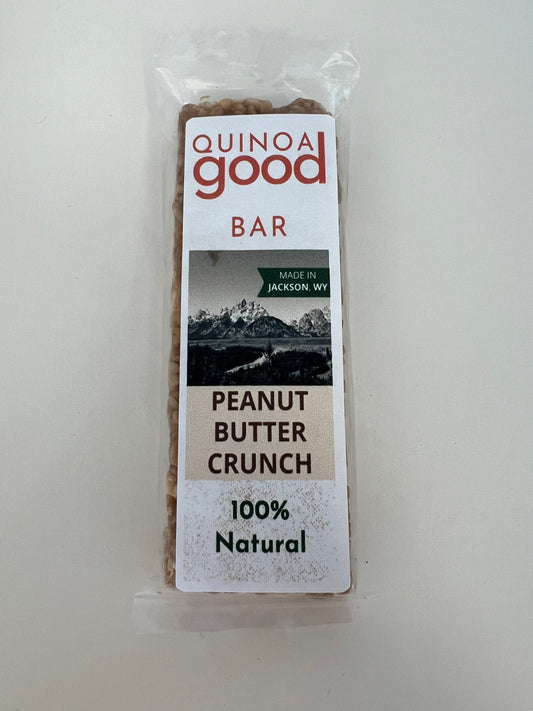 QUINOA
good
BAR
MADE IN
JACKSON, WY
PEANUT
BUTTER
CRUNCH
100%
Natural